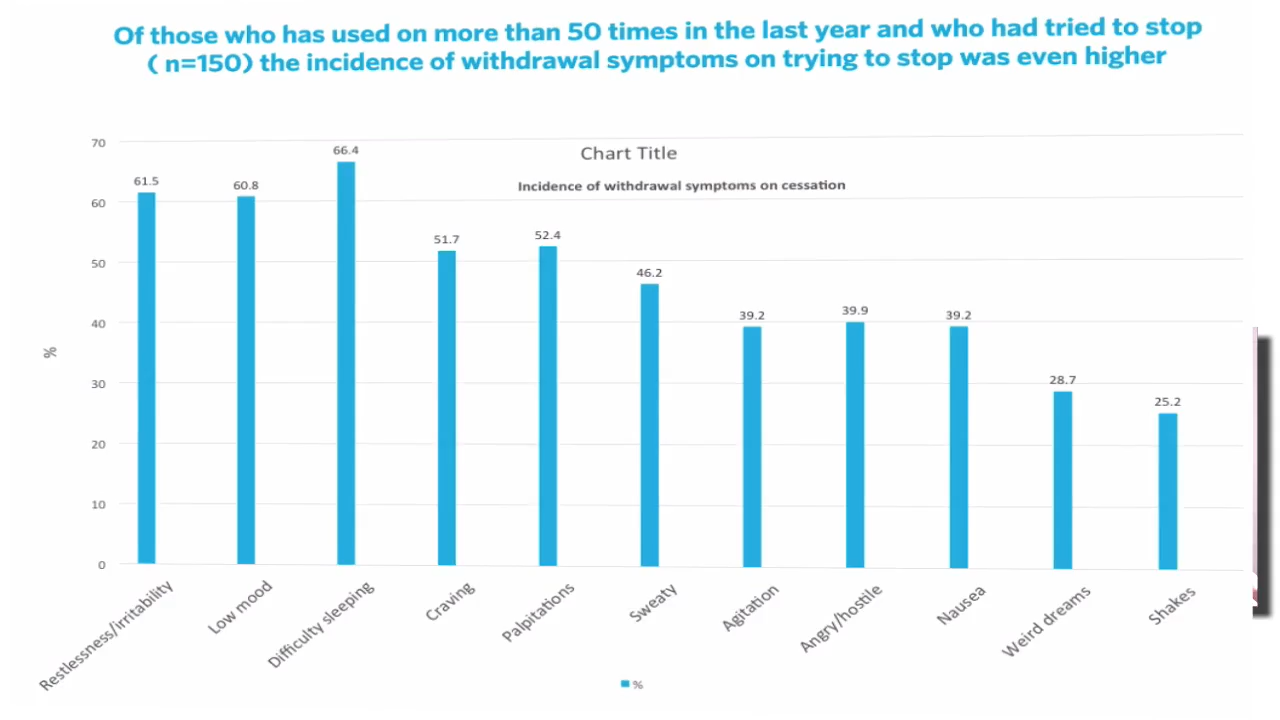 Of those who has used on more than 50 times in the last year and who had tried to stop
( n=150) the incidence of withdrawal symptoms on trying to stop was even higher
Chart Title
Incidence of withdrawal symptoms on cessation
70
60
50
40
30
20
10
0
%
61.5
60.8
66.4
51.7
52.4
46.2
39.2
39.9
39.2
28.7
25.2
Restlessness/irritability
Low mood
Difficulty sleeping
Craving
Palpitations
Sweaty
Agitation
Angry/hostile
Nausea
Weird dreams
Shakes
%